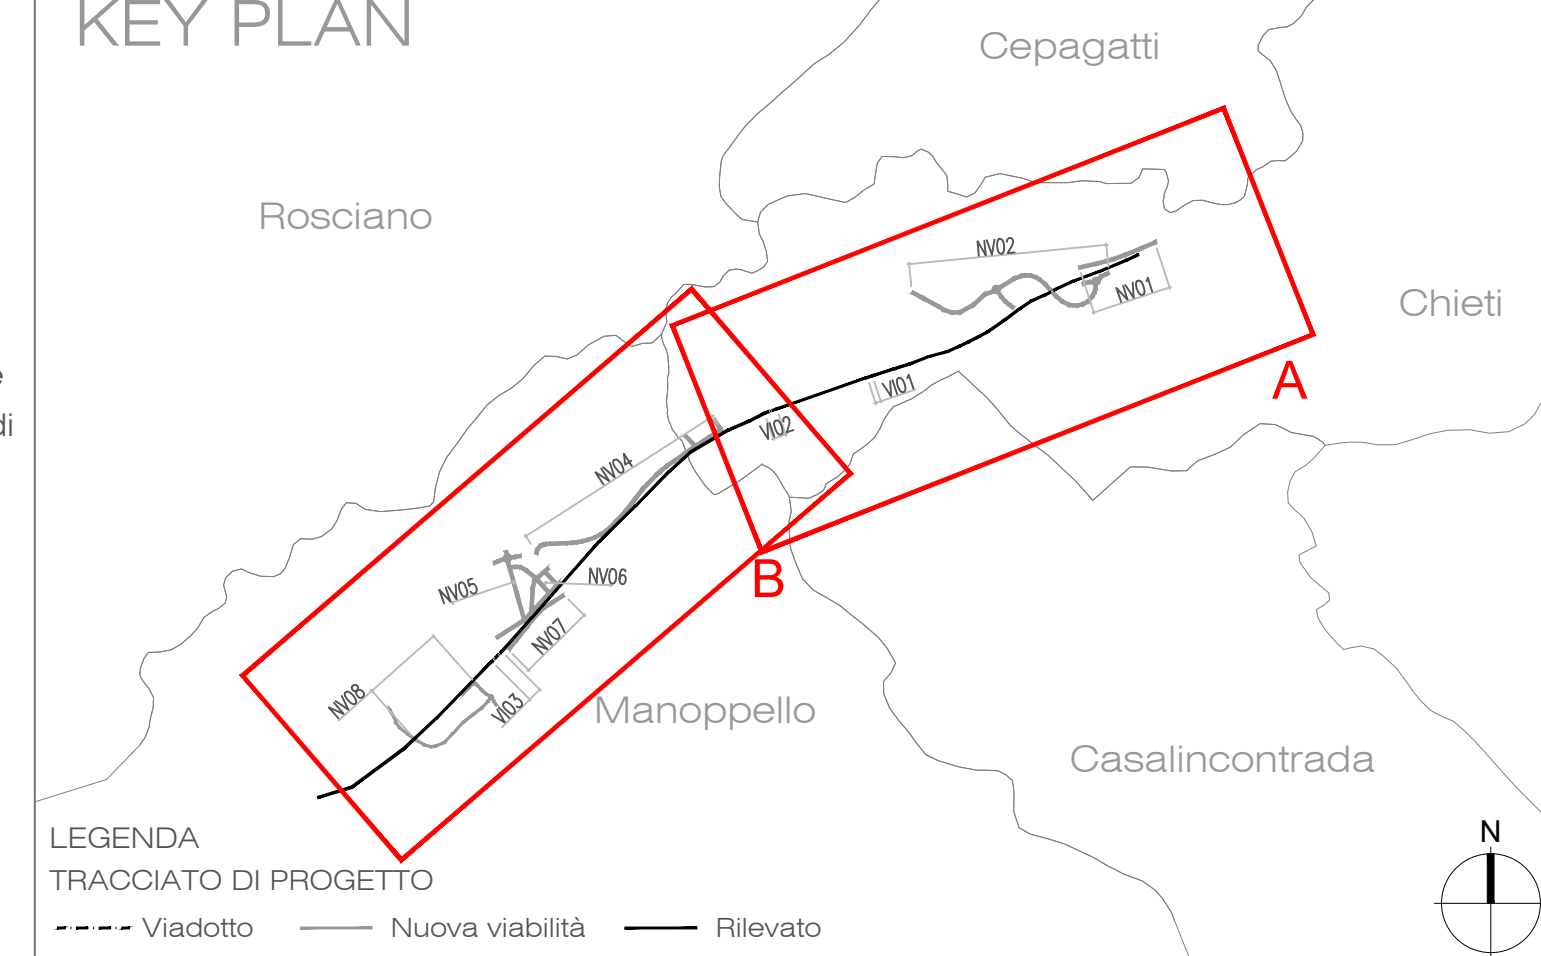 KEY PLAN
Cepagatti
Rosciano
NV02
NV01
Chieti
e
di
A
VI01
VI02
NV04
B
NV05
NV06
NV07
NV08
VI03
Manoppello
Casalincontrada
LEGENDA
TRACCIATO DI PROGETTO
Viadotto
Nuova viabilità
Rilevato
N